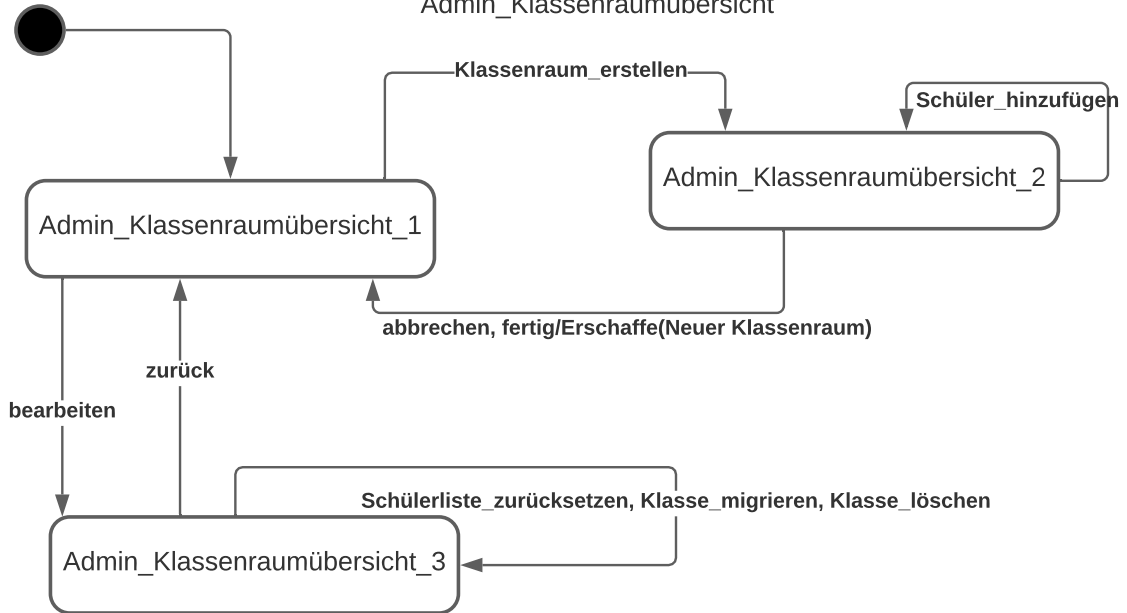 Admin_Klassenraumübersicht
Klassenraum_erstellen
Schüler_hinzufügen
Admin_Klassenraumübersicht_2
Admin_Klassenraumübersicht_1
abbrechen, fertig/Erschaffe(Neuer Klassenraum)
zurück
bearbeiten
Schülerliste_zurücksetzen, Klasse_migrieren, Klasse_löschen
Admin_Klassenraumübersicht_3